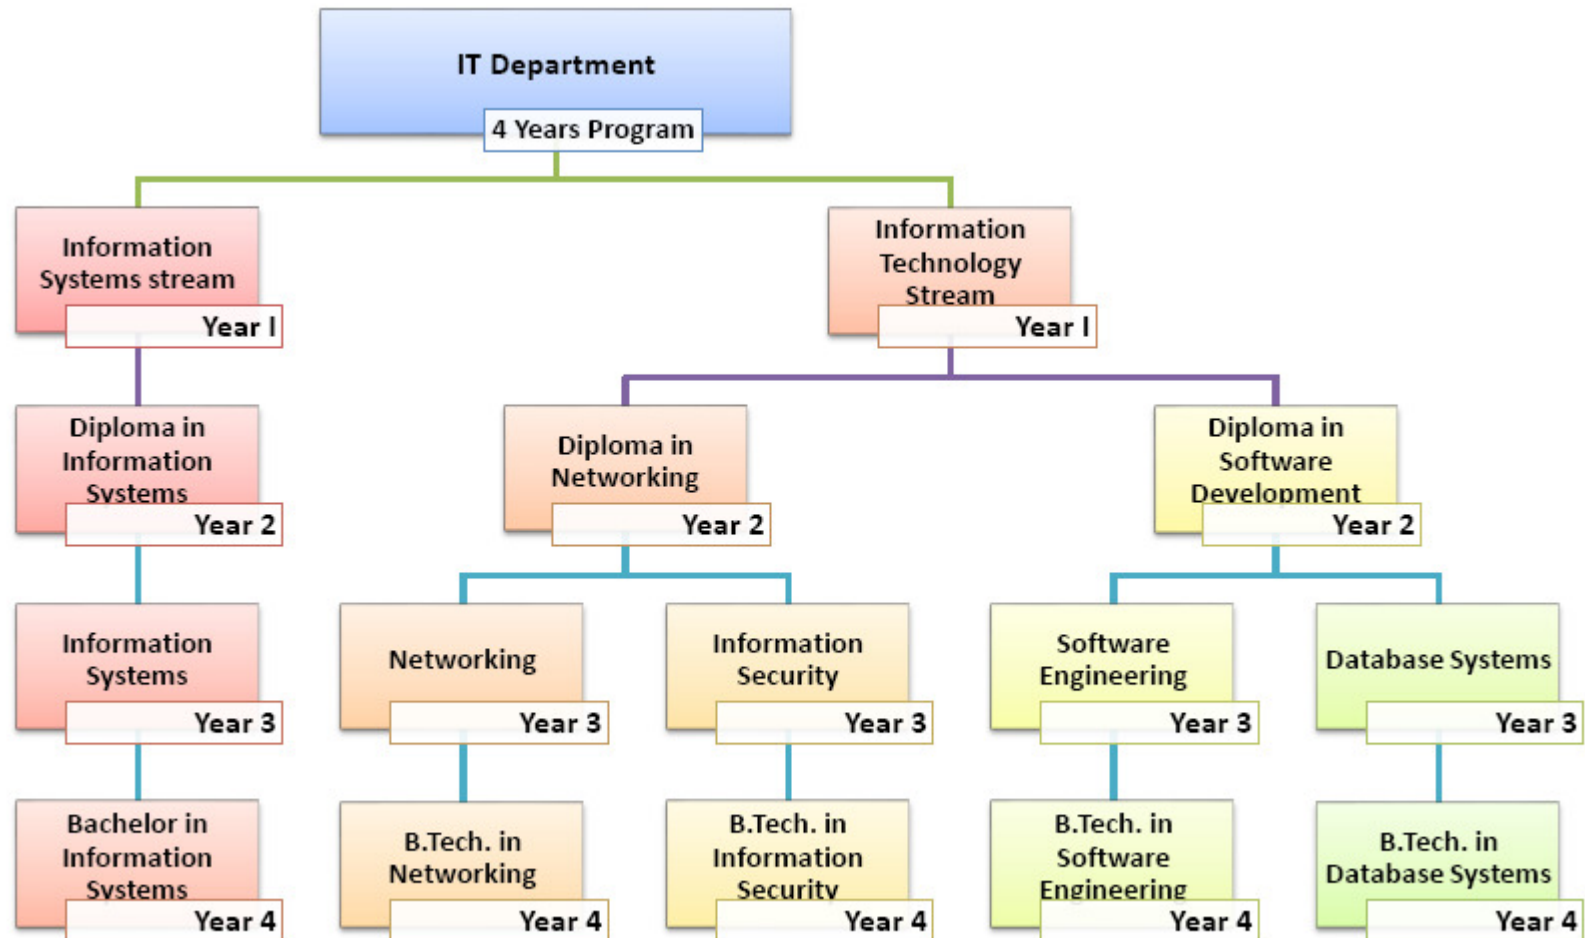 IT Department
4 Years Program
Information
Systems stream
Year I
Information
Technology
Stream
Year I
Diploma in
Information
Systems
Year 2
Diploma in
Networking
Year 2
Diploma in
Software
Development
Year 2
Information
Systems
Year 3
Networking
Year 3
Information
Security
Year 3
Software
Engineering
Year 3
Database Systems
Year 3
Bachelor in
Information
Systems
Year 4
B.Tech. in
Networking
Year 4
B.Tech. in
Information
Security
Year 4
B.Tech. in
Software
Engineering
Year 4
B.Tech. in
Database Systems
Year 4